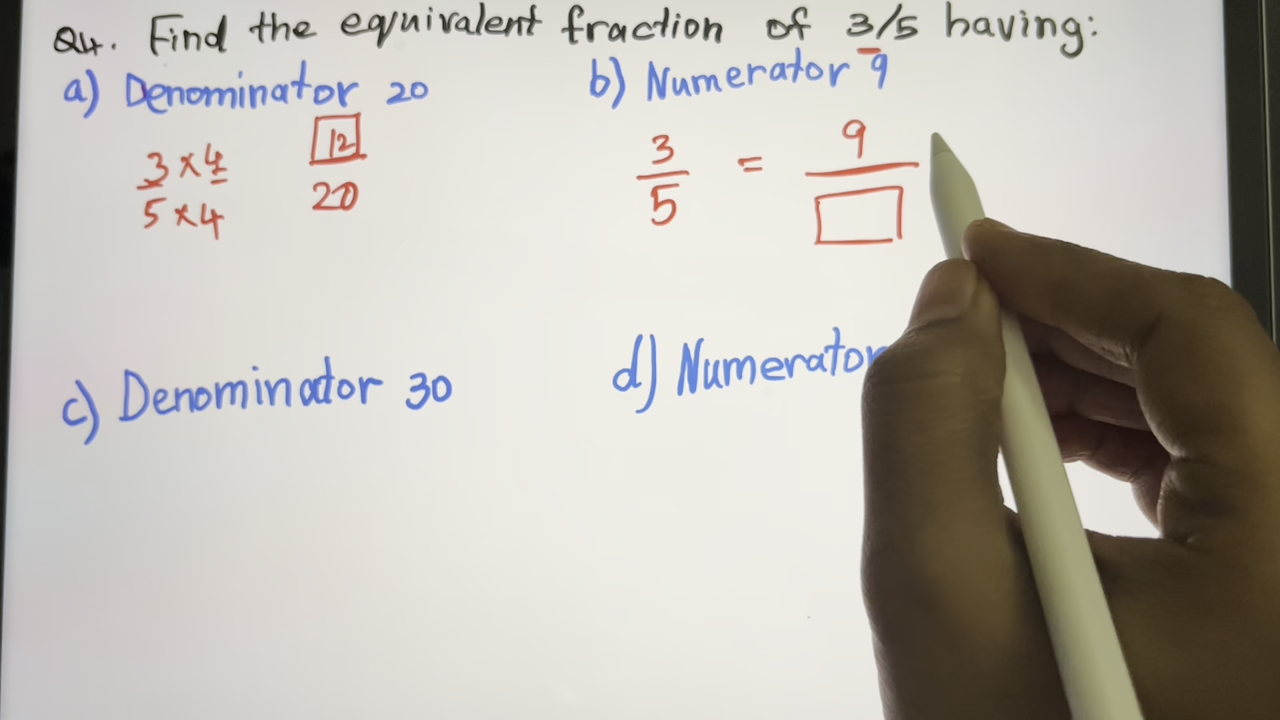 Q4. Find the equivalent fraction of 3/5 having:
a) Denominator 20
3 × 4
5 × 4
12
20
b) Numerator 9
3
5
=
9
c) Denominator 30
d) Numerator